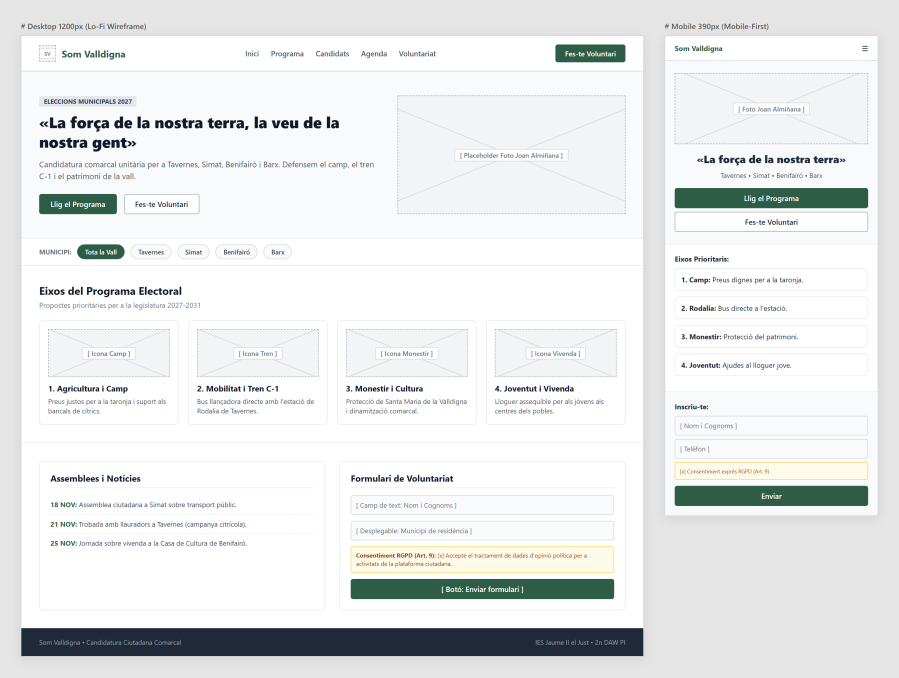 # Desktop 1200px (Lo-Fi Wireframe)
SV
Som Valldigna
Inici
Programa
Candidats
Agenda
Voluntariat
Fes-te Voluntari
ELECCIONS MUNICIPALS 2027
«La força de la nostra terra, la veu de la
nostra gent»
Candidatura comarcal unitària per a Tavernes, Simat, Benifairó i Barx. Defensem el camp, el tren
C-1 i el patrimoni de la vall.
Llig el Programa
Fes-te Voluntari
[ Placeholder Foto Joan Almiñana ]
MUNICIPI:
Tota la Vall
Tavernes
Simat
Benifairó
Barx
Eixos del Programa Electoral
Propostes prioritàries per a la legislatura 2027-2031
[ Icona Camp ]
1. Agricultura i Camp
Preus justos per a la taronja i suport als
bancals de cítrics.
[ Icona Tren ]
2. Mobilitat i Tren C-1
Bus llançadora directe amb l'estació de
Rodalia de Tavernes.
[ Icona Monestir ]
3. Monestir i Cultura
Protecció de Santa Maria de la Valldigna
i dinamització comarcal.
[ Icona Vivenda ]
4. Joventut i Vivenda
Lloguer assequible per als jóvens als
centres dels pobles.
Assemblees i Notícies
18 NOV: Assemblea ciutadana a Simat sobre transport públic.
21 NOV: Trobada amb llauradors a Tavernes (campanya citrícola).
25 NOV: Jornada sobre vivenda a la Casa de Cultura de Benifairó.
Formulari de Voluntariat
[ Camp de text: Nom i Cognoms ]
[ Desplegable: Municipi de residència ]
Consentiment RGPD (Art. 9): [x] Accepte el tractament de dades d'opinió política per a
activitats de la plataforma ciutadana.
[ Botó: Enviar formulari ]
Som Valldigna • Candidatura Ciutadana Comarcal
IES Jaume II el Just • 2n DAW PI
# Mobile 390px (Mobile-First)
Som Valldigna
☰
[ Foto Joan Almiñana ]
«La força de la nostra terra»
Tavernes • Simat • Benifairó • Barx
Llig el Programa
Fes-te Voluntari
Eixos Prioritaris:
1. Camp: Preus dignes per a la taronja.
2. Rodalia: Bus directe a l'estació.
3. Monestir: Protecció del patrimoni.
4. Joventut: Ajudes al lloguer jove.
Inscriu-te:
[ Nom i Cognoms ]
[ Telèfon ]
[x] Consentiment exprés RGPD (Art. 9)
Enviar